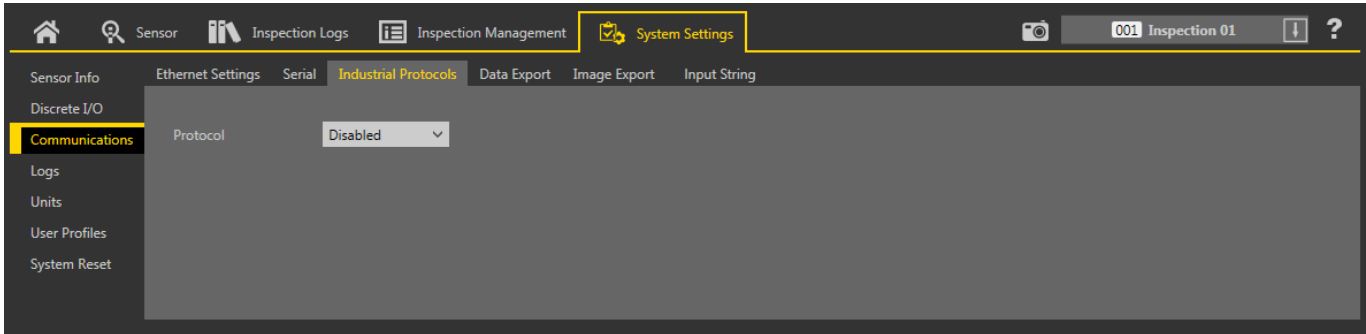 Sensor Inspection Logs Inspection Management System Settings 001 Inspection 01 ?
Sensor Info
Discrete I/O
Communications
Logs
Units
User Profiles
System Reset
Ethernet Settings Serial Industrial Protocols Data Export Image Export Input String
Protocol Disabled